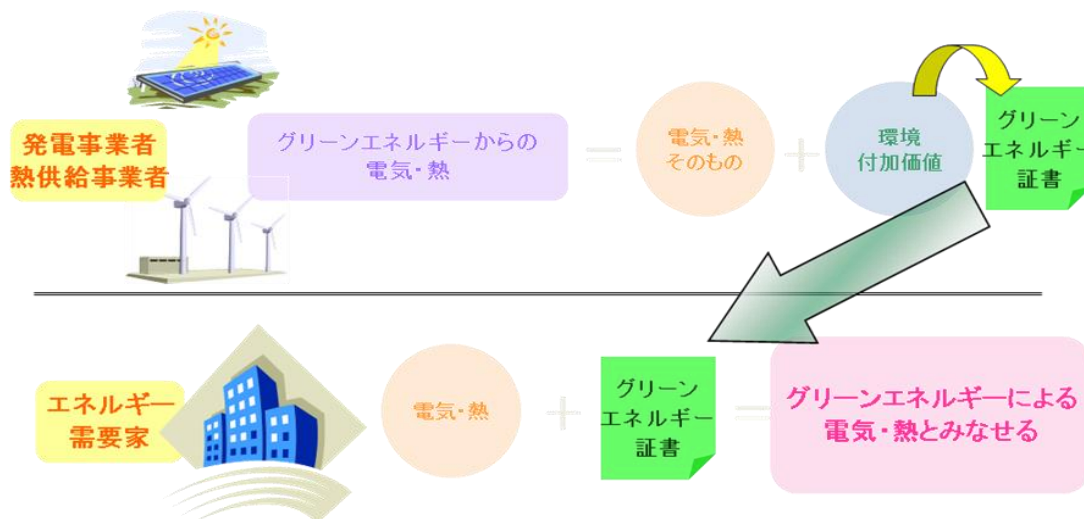 発電事業者
熱供給事業者
グリーンエネルギーからの
電気・熱
=
電気・熱
そのもの
+
環境
付加価値
グリーン
エネルギー
証書
エネルギー
需要家
電気・熱
+
グリーン
エネルギー
証書
=
グリーンエネルギーによる
電気・熱とみなせる